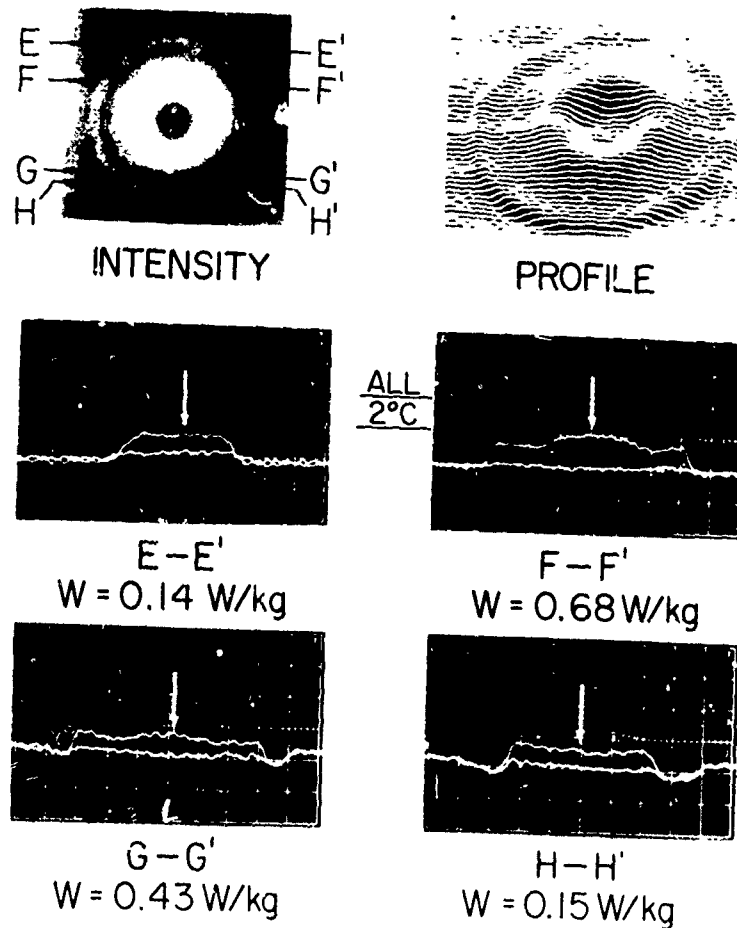 E E'
F F'
G G'
H H'
INTENSITY
PROFILE
ALL
2°C
E–E'
W = 0.14 W/kg
F–F'
W = 0.68 W/kg
G–G'
W = 0.43 W/kg
H–H'
W = 0.15 W/kg